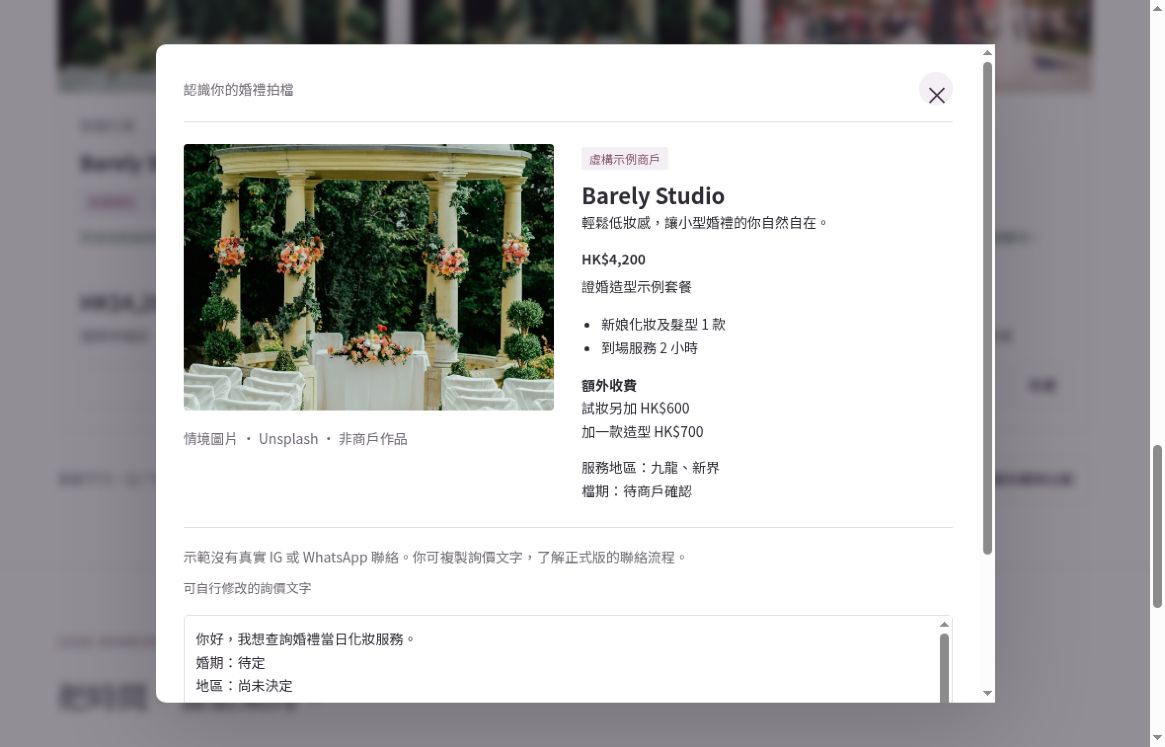 認識你的婚禮拍檔
虛構示例商戶
Barely Studio
輕鬆低妝感，讓小型婚禮的你自然自在。
HK$4,200
證婚造型示例套餐
新娘化妝及髮型 1 款
到場服務 2 小時
額外收費
試妝另加 HK$600
加一款造型 HK$700
服務地區：九龍、新界
檔期：待商戶確認
情境圖片 · Unsplash · 非商戶作品
示範沒有真實 IG 或 WhatsApp 聯絡。你可複製詢價文字，了解正式版的聯絡流程。
可自行修改的詢價文字
你好，我想查詢婚禮當日化妝服務。
婚期：待定
地區：尚未決定